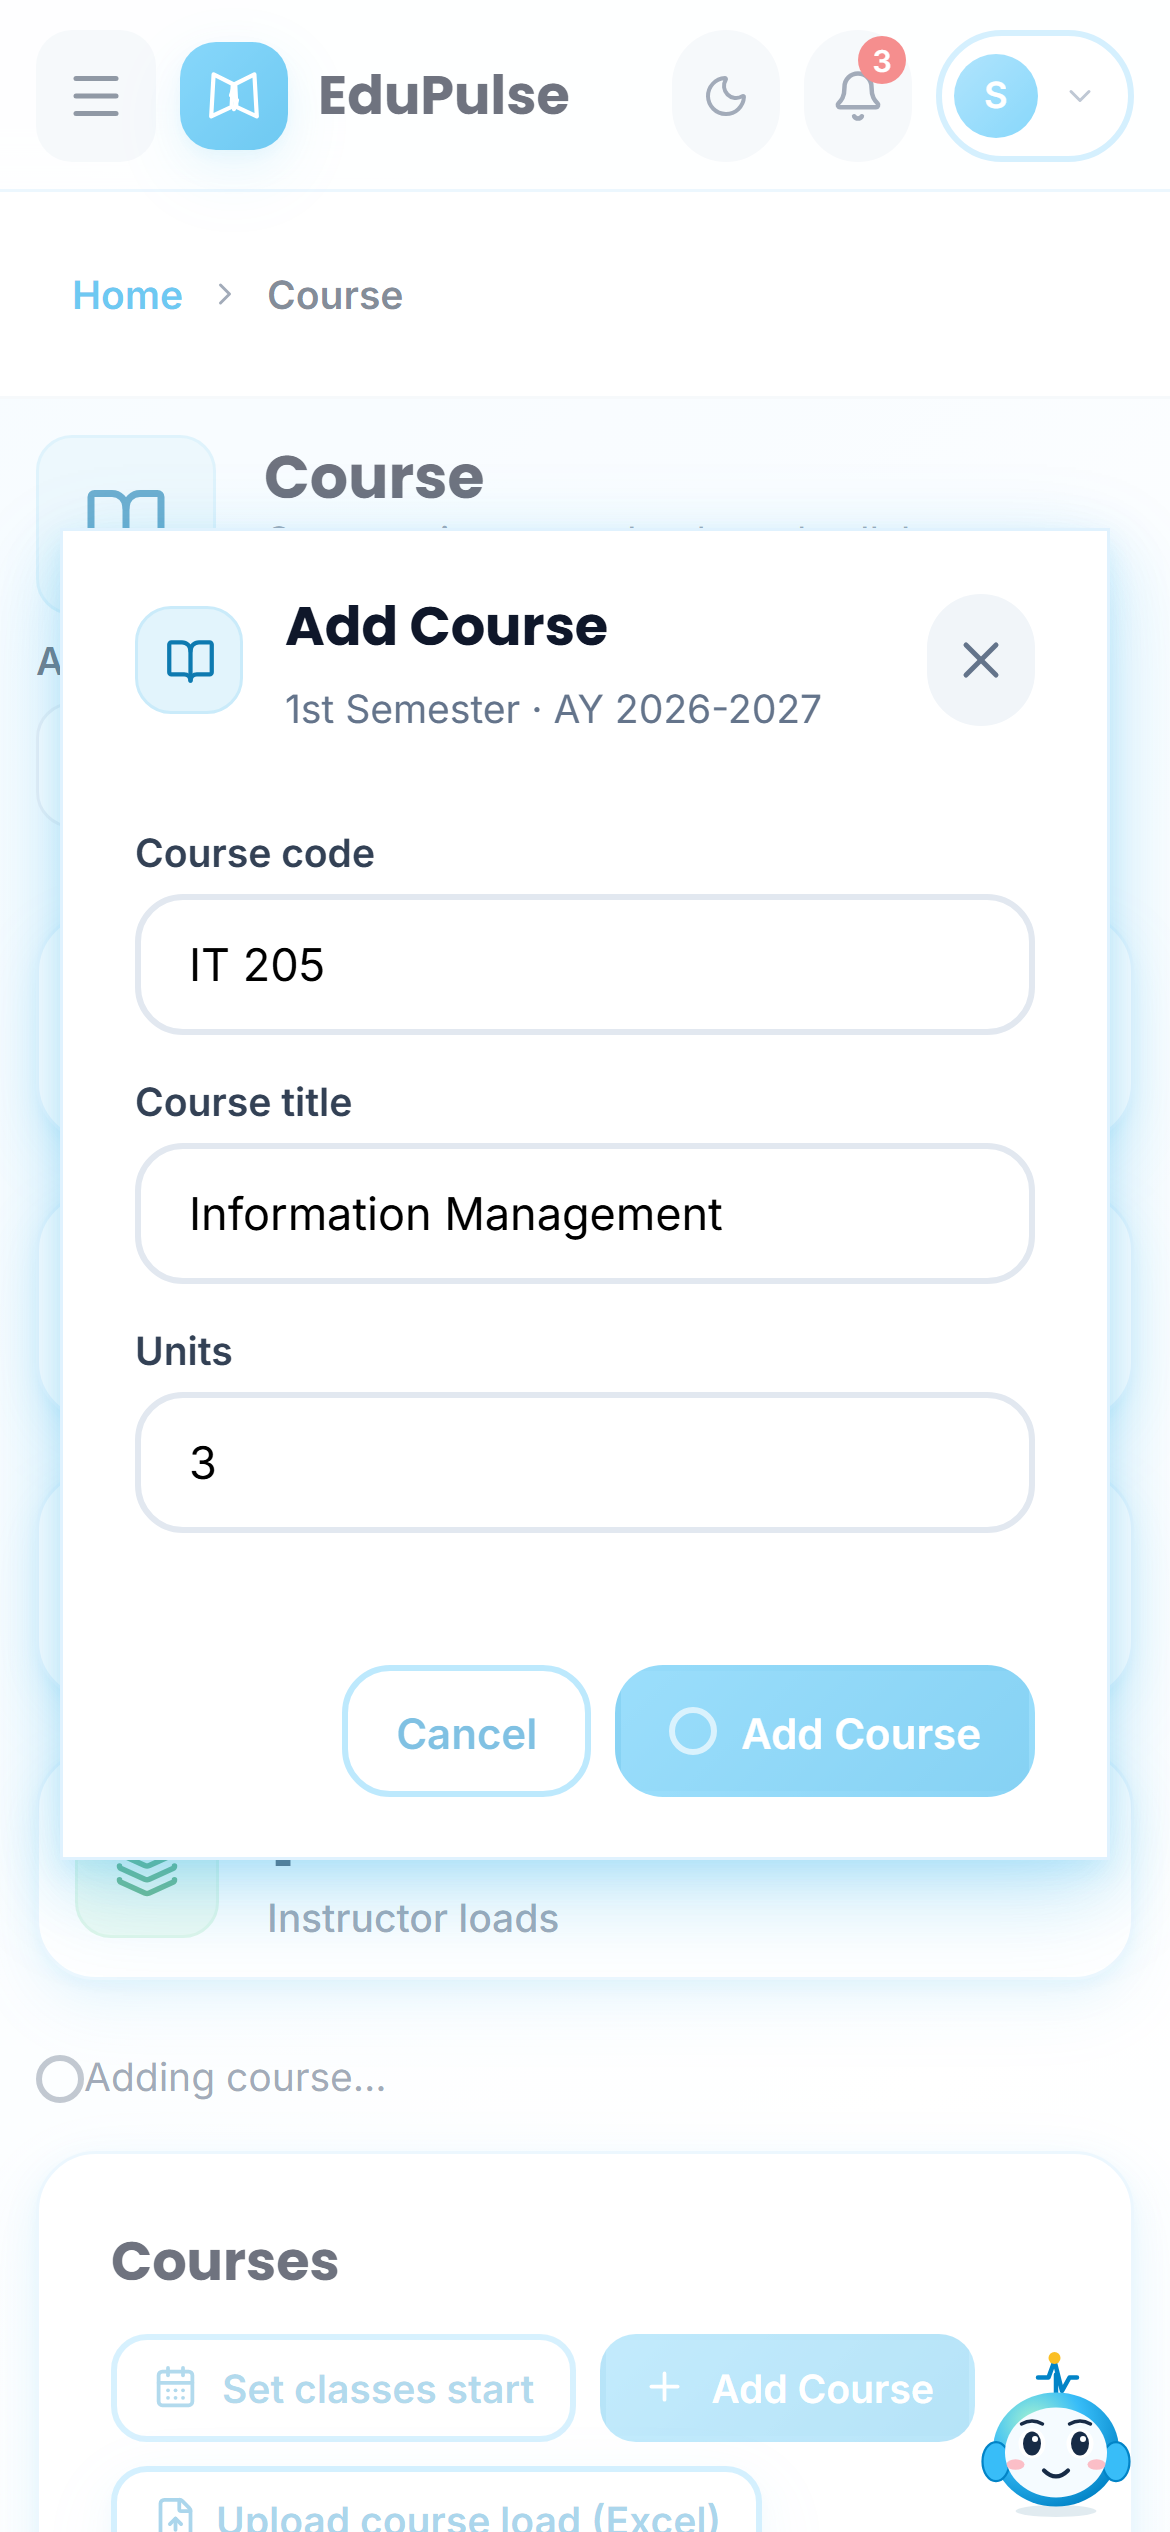 EduPulse
3
S
Home
Course
Course
A
Add Course
1st Semester · AY 2026-2027
Course code
IT 205
Course title
Information Management
Units
3
Cancel
Add Course
Instructor loads
Adding course...
Courses
Set classes start
Add Course
Upload course load (Excel)